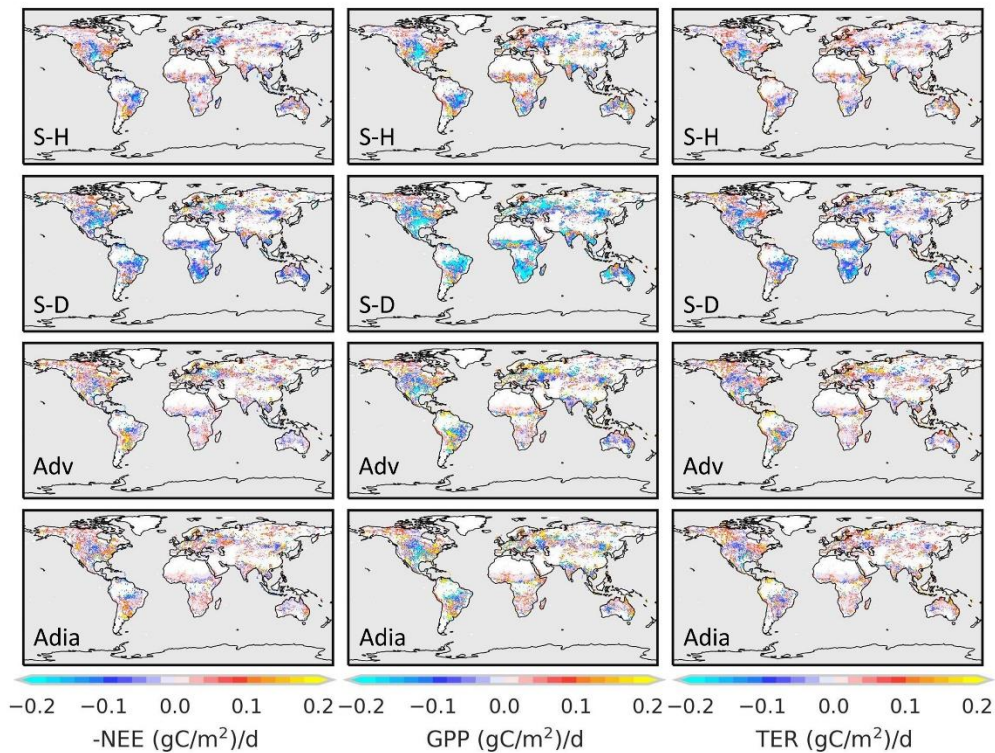 S-H S-H S-H
S-D S-D S-D
Adv Adv Adv
Adia Adia Adia
−0.2 −0.1 0.0 0.1 0.2 −0.2 −0.1 0.0 0.1 0.2 −0.2 −0.1 0.0 0.1 0.2
-NEE (gC/m²)/d GPP (gC/m²)/d TER (gC/m²)/d